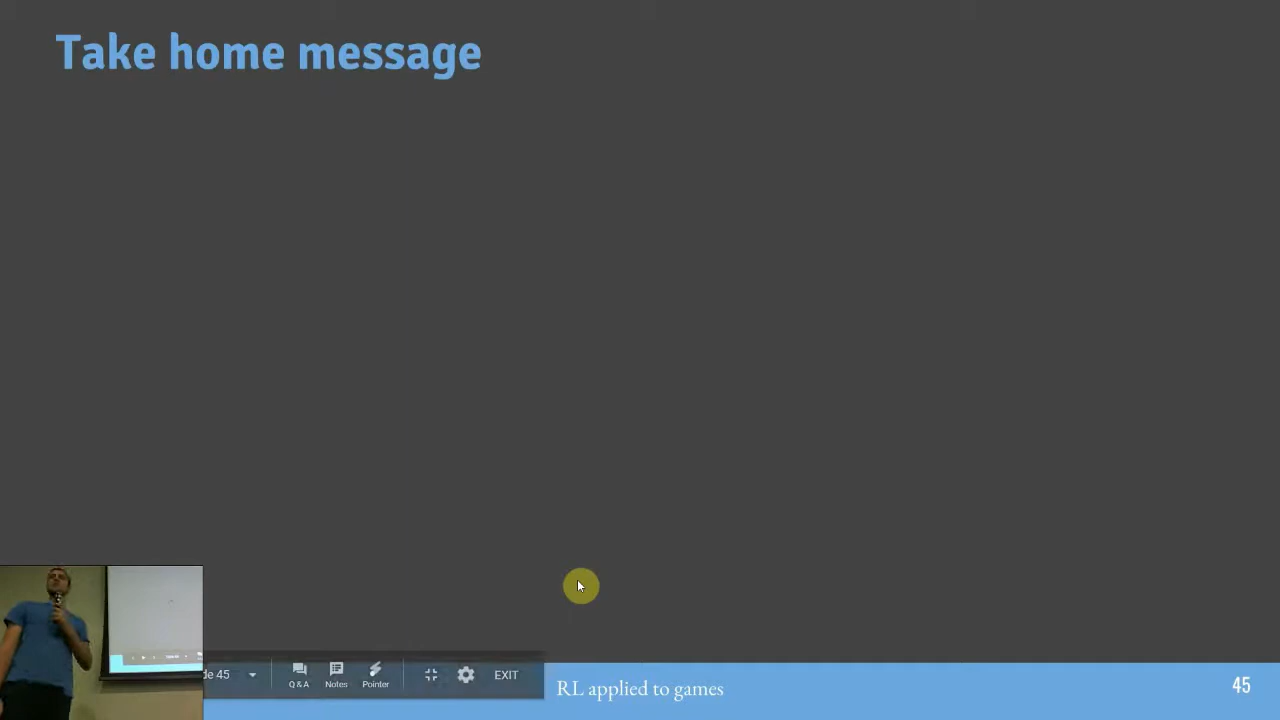 Take home message
de 45
Q & A
Notes
Pointer
EXIT
RL applied to games
45